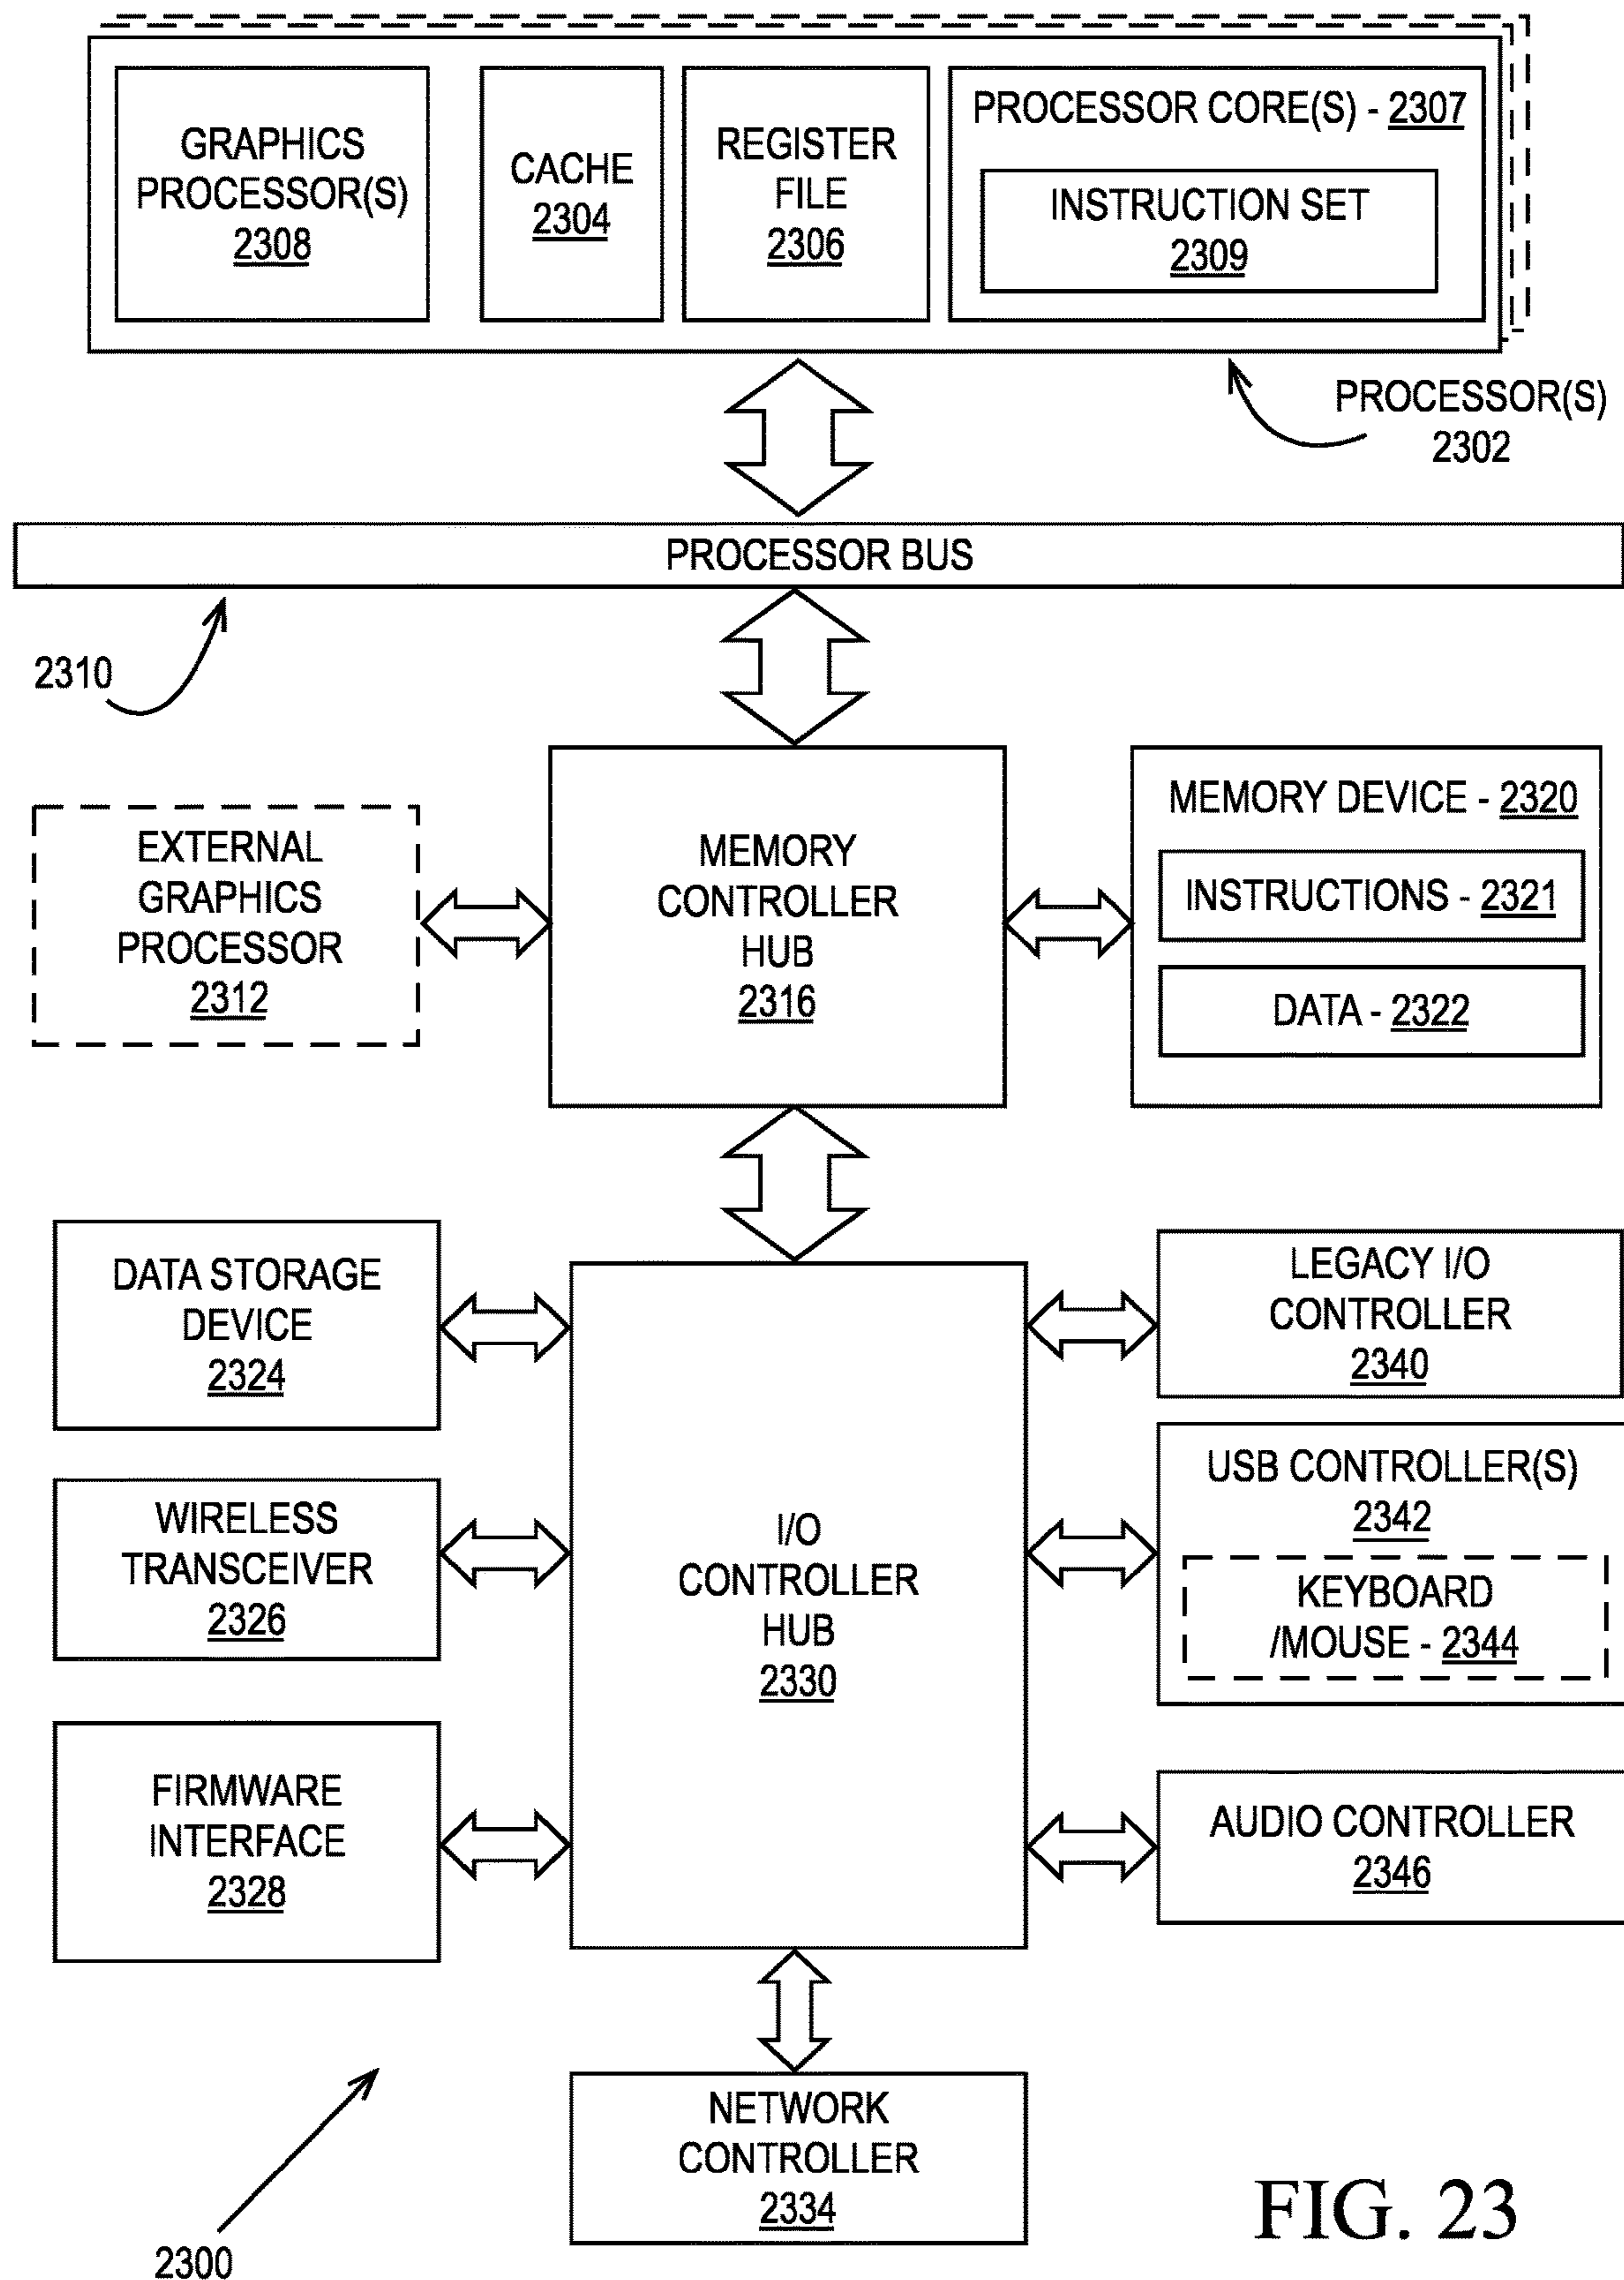 GRAPHICS
PROCESSOR(S)
2308
CACHE
2304
REGISTER
FILE
2306
PROCESSOR CORE(S) - 2307
INSTRUCTION SET
2309
PROCESSOR(S)
2302
PROCESSOR BUS
2310
EXTERNAL
GRAPHICS
PROCESSOR
2312
MEMORY
CONTROLLER
HUB
2316
MEMORY DEVICE - 2320
INSTRUCTIONS - 2321
DATA - 2322
DATA STORAGE
DEVICE
2324
WIRELESS
TRANSCEIVER
2326
FIRMWARE
INTERFACE
2328
I/O
CONTROLLER
HUB
2330
LEGACY I/O
CONTROLLER
2340
USB CONTROLLER(S)
2342
KEYBOARD
/MOUSE - 2344
AUDIO CONTROLLER
2346
NETWORK
CONTROLLER
2334
2300
FIG. 23